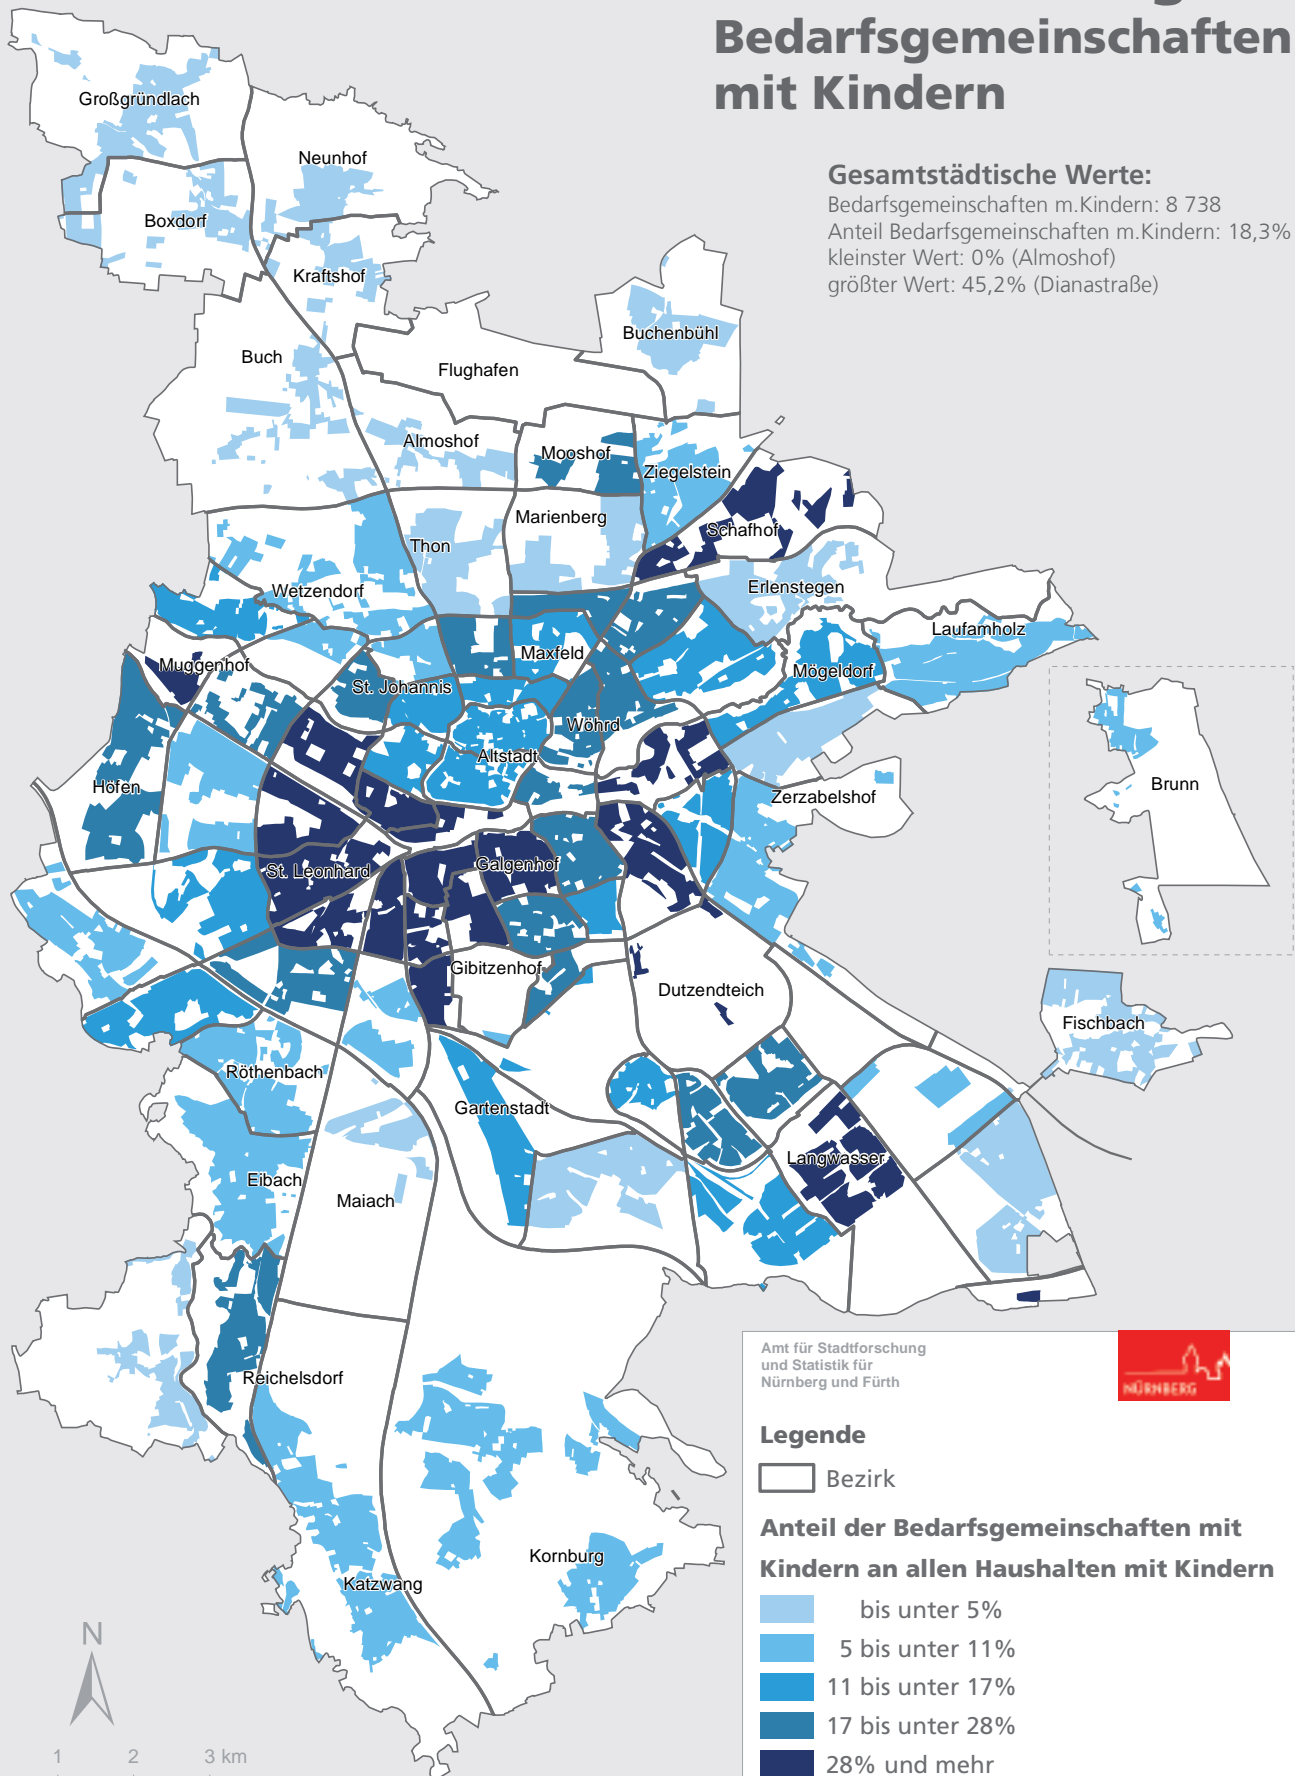 Bedarfsgemeinschaften
mit Kindern
Gesamtstädtische Werte:
Bedarfsgemeinschaften m.Kindern: 8 738
Anteil Bedarfsgemeinschaften m.Kindern: 18,3%
kleinster Wert: 0% (Almoshof)
größter Wert: 45,2% (Dianastraße)
Großgründlach
Neunhof
Boxdorf
Kraftshof
Buchenbühl
Buch
Flughafen
Almoshof
Mooshof
Ziegelstein
Marienberg
Schafhof
Thon
Erlenstegen
Wetzendorf
Laufamholz
Maxfeld
Muggenhof
Mögeldorf
St. Johannis
Wöhrd
Altstadt
Höfen
Zerzabelshof
Brunn
Galgenhof
St. Leonhard
Gibitzenhof
Dutzendteich
Fischbach
Röthenbach
Gartenstadt
Langwasser
Eibach
Maiach
Reichelsdorf
Kornburg
Katzwang
N
1 2 3 km
Amt für Stadtforschung
und Statistik für
Nürnberg und Fürth
NÜRNBERG
Legende
Bezirk
Anteil der Bedarfsgemeinschaften mit
Kindern an allen Haushalten mit Kindern
bis unter 5%
5 bis unter 11%
11 bis unter 17%
17 bis unter 28%
28% und mehr